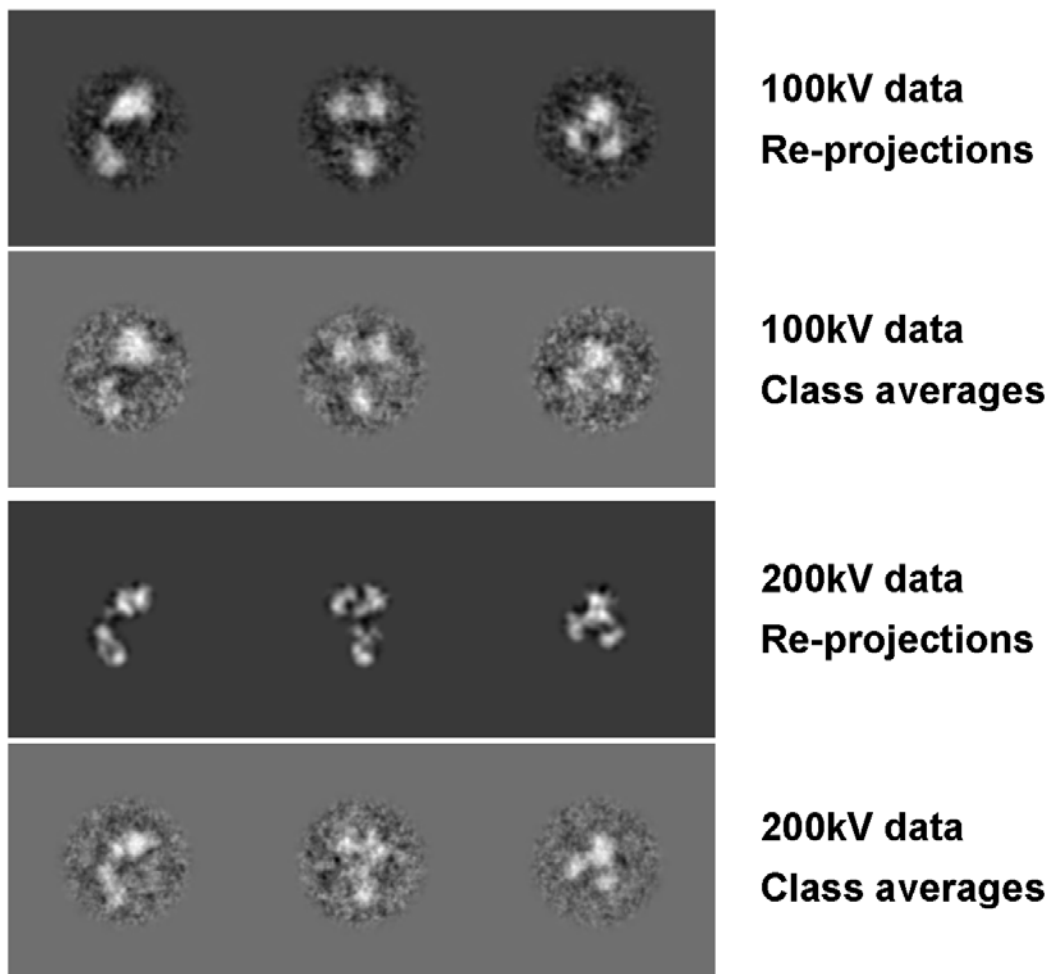 100kV data
Re-projections
100kV data
Class averages
200kV data
Re-projections
200kV data
Class averages